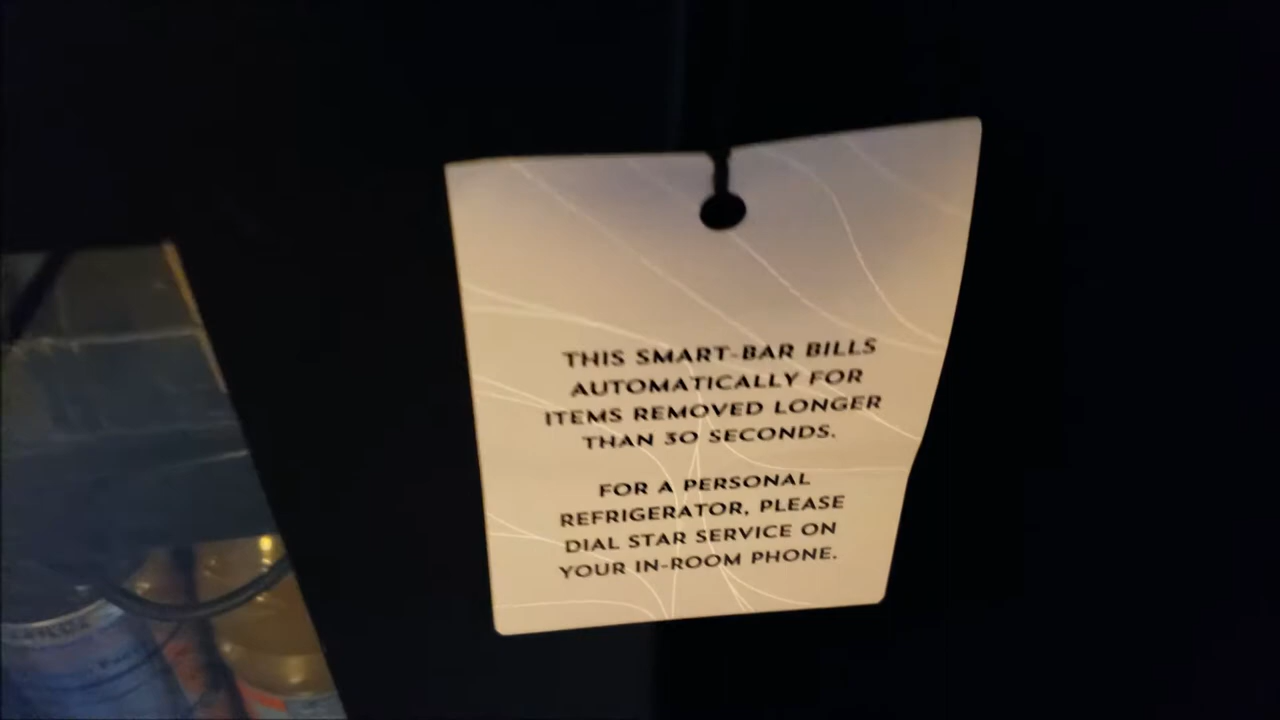 THIS SMART-BAR BILLS
AUTOMATICALLY FOR
ITEMS REMOVED LONGER
THAN 30 SECONDS.
FOR A PERSONAL
REFRIGERATOR, PLEASE
DIAL STAR SERVICE ON
YOUR IN-ROOM PHONE.